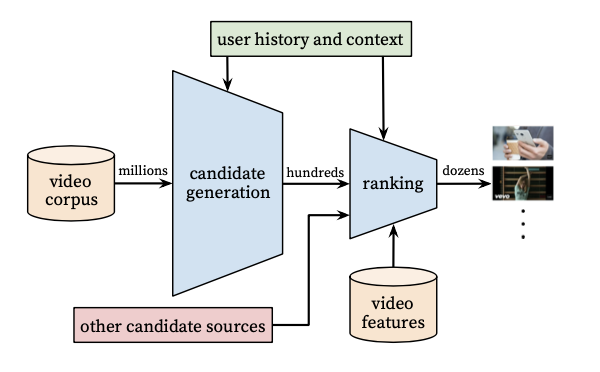 user history and context
millions
candidate
generation
hundreds
ranking
dozens
video
corpus
vevo
other candidate sources
video
features